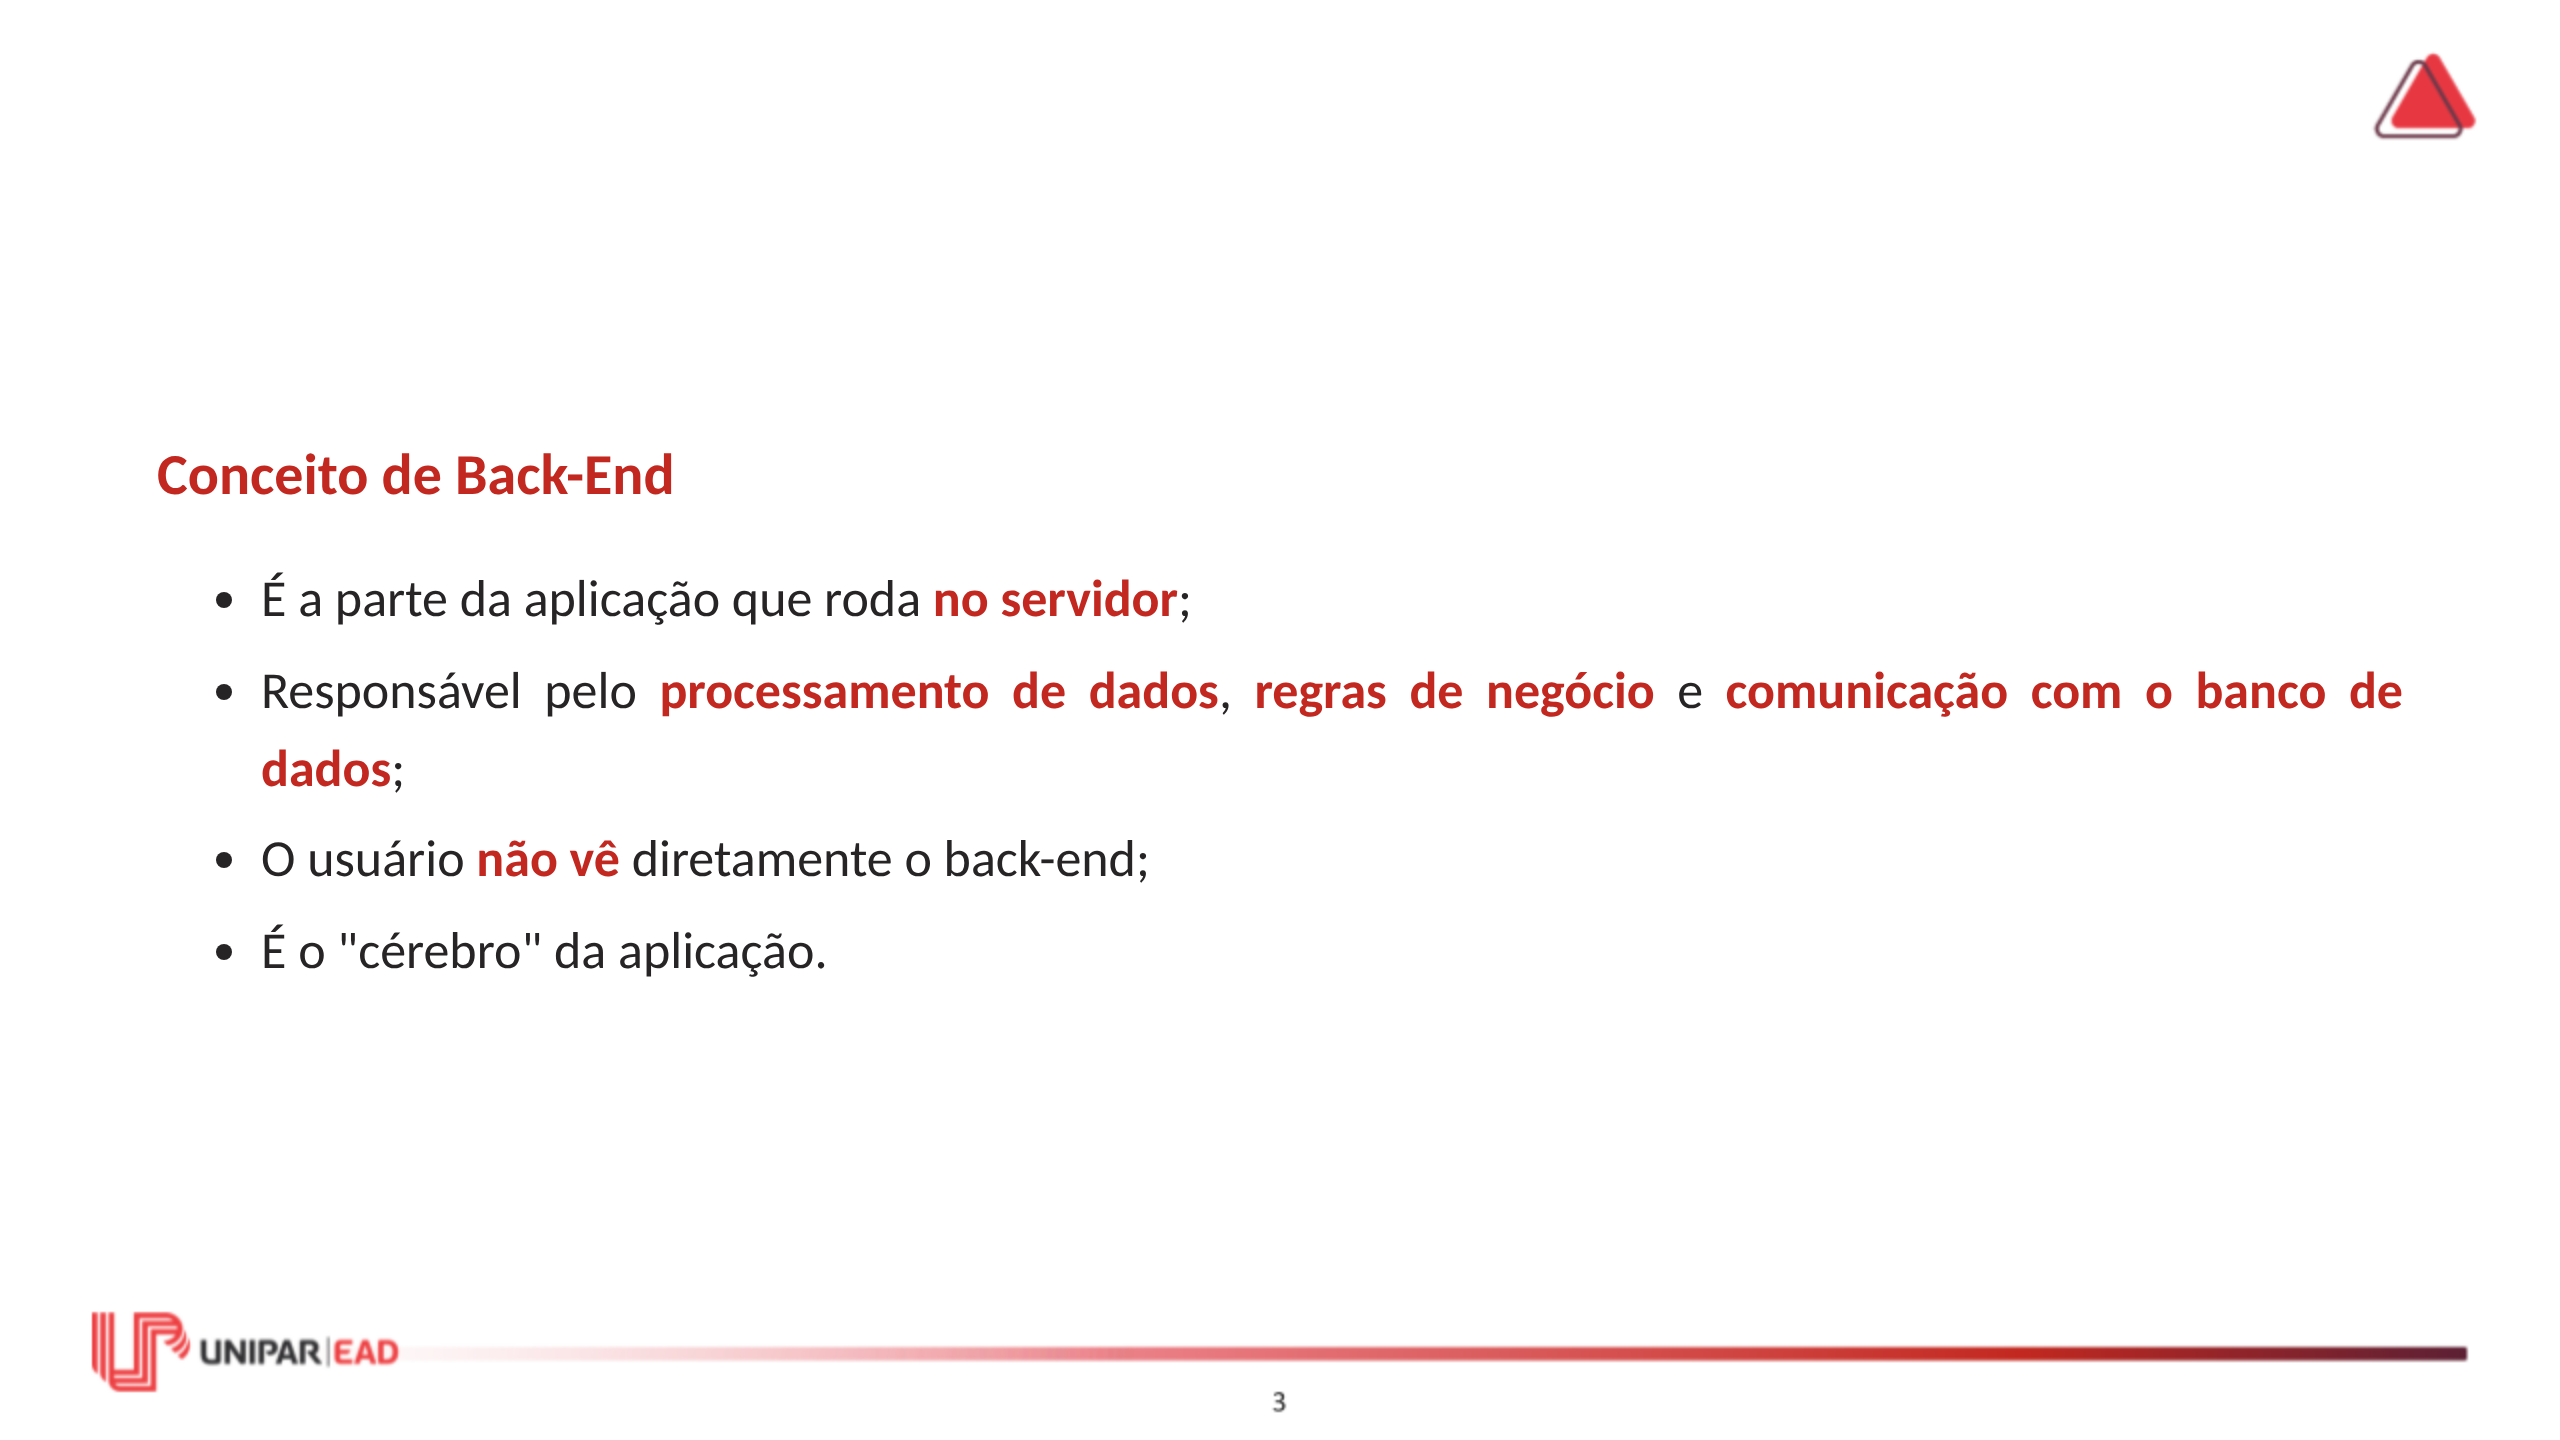 Conceito de Back-End
• É a parte da aplicação que roda no servidor;
• Responsável pelo processamento de dados, regras de negócio e comunicação com o banco de
dados;
• O usuário não vê diretamente o back-end;
• É o "cérebro" da aplicação.
UNIPAR|EAD
3